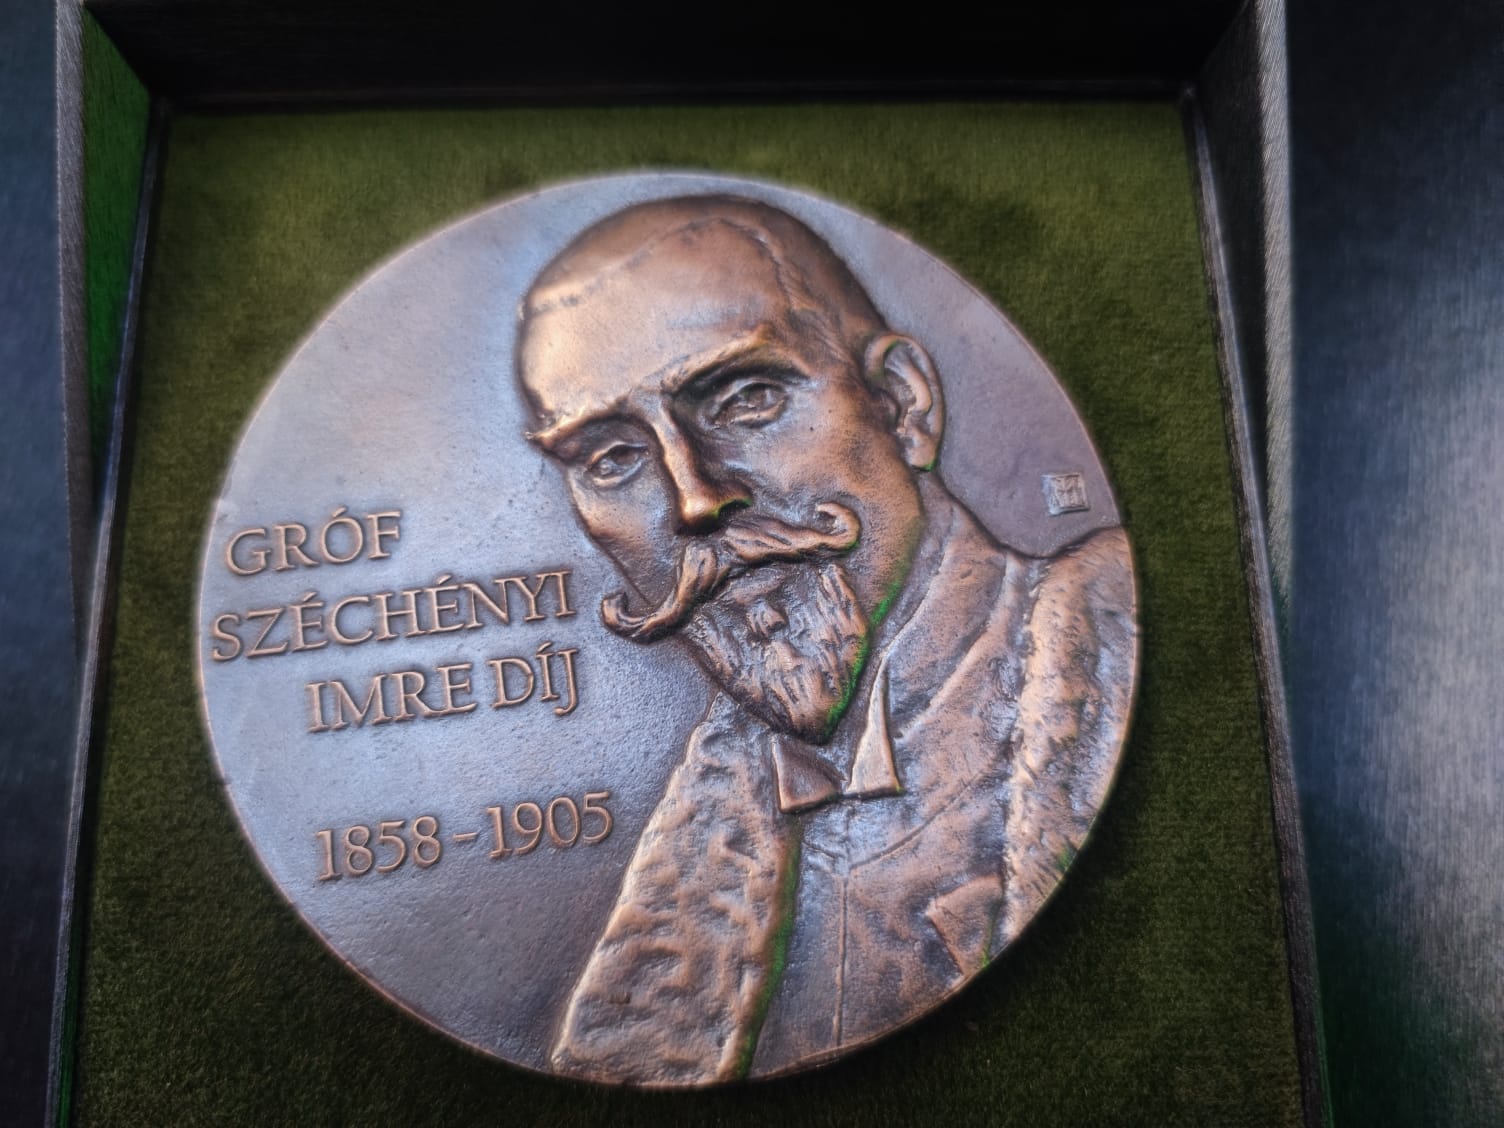 GRÓF
SZÉCHÉNYI
IMRE DÍJ
1858-1905